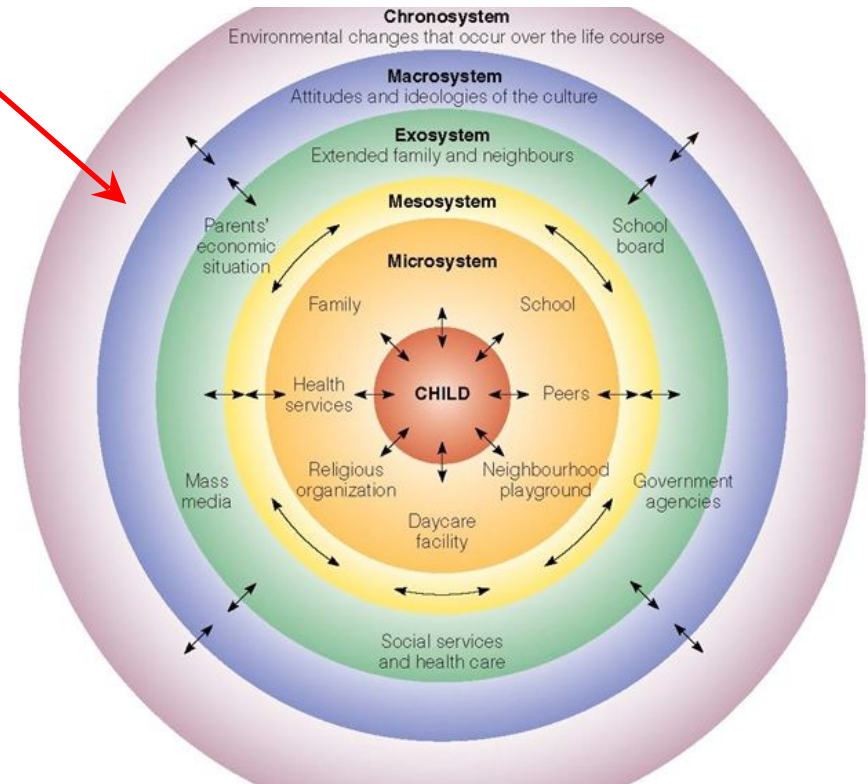 Chronosystem
Environmental changes that occur over the life course
Macrosystem
Attitudes and ideologies of the culture
Exosystem
Extended family and neighbours
Mesosystem
Parents'
economic
situation
School
board
Microsystem
Family
School
Health
services
CHILD
Peers
Religious
organization
Neighbourhood
playground
Mass
media
Government
agencies
Daycare
facility
Social services
and health care